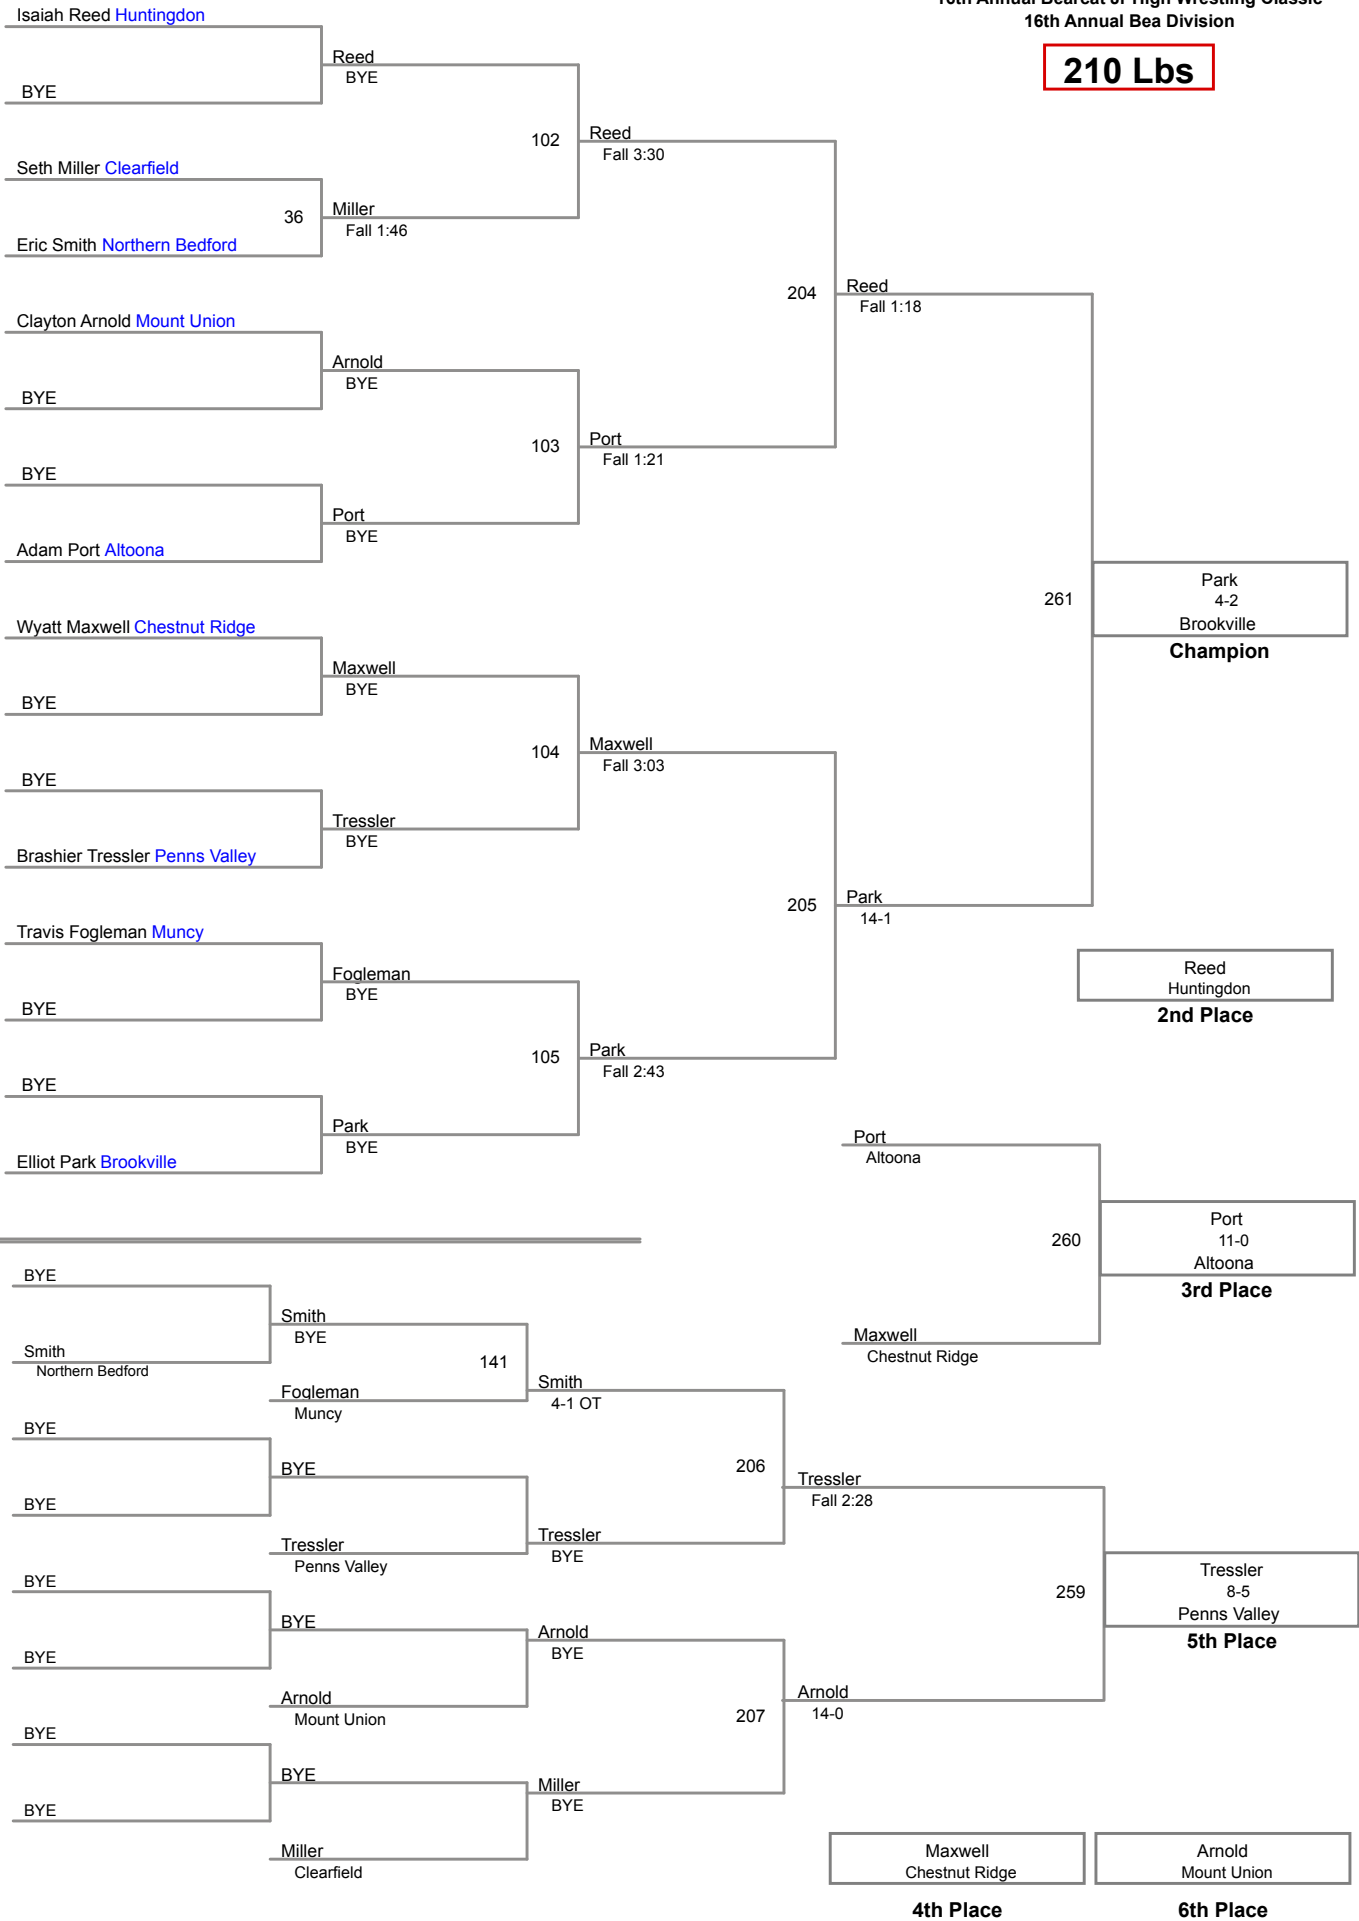 16th Annual Bearcat Jr High Wrestling Classic
16th Annual Bea Division
210 Lbs
Isaiah Reed Huntingdon
BYE
Seth Miller Clearfield
36
Eric Smith Northern Bedford
Clayton Arnold Mount Union
BYE
BYE
Adam Port Altoona
Wyatt Maxwell Chestnut Ridge
BYE
BYE
Brashier Tressler Penns Valley
Travis Fogleman Muncy
BYE
BYE
Elliot Park Brookville
Reed
BYE
102
Miller
Fall 1:46
Arnold
BYE
103
Port
BYE
Maxwell
BYE
104
Tressler
BYE
Fogleman
BYE
105
Park
BYE
Reed
Fall 3:30
204
Port
Fall 1:21
Maxwell
Fall 3:03
205
Park
Fall 2:43
Reed
Fall 1:18
261
Park
14-1
Park
4-2
Brookville
Champion
Reed
Huntingdon
2nd Place
Port
Altoona
260
Maxwell
Chestnut Ridge
Port
11-0
Altoona
3rd Place
BYE
Smith
Northern Bedford
BYE
BYE
BYE
BYE
BYE
BYE
Smith
BYE
141
Fogleman
Muncy
BYE
Tressler
Penns Valley
BYE
Arnold
Mount Union
BYE
Miller
Clearfield
Smith
4-1 OT
206
Tressler
BYE
Arnold
BYE
207
Miller
BYE
Tressler
Fall 2:28
259
Arnold
14-0
Tressler
8-5
Penns Valley
5th Place
Maxwell
Chestnut Ridge
4th Place
Arnold
Mount Union
6th Place